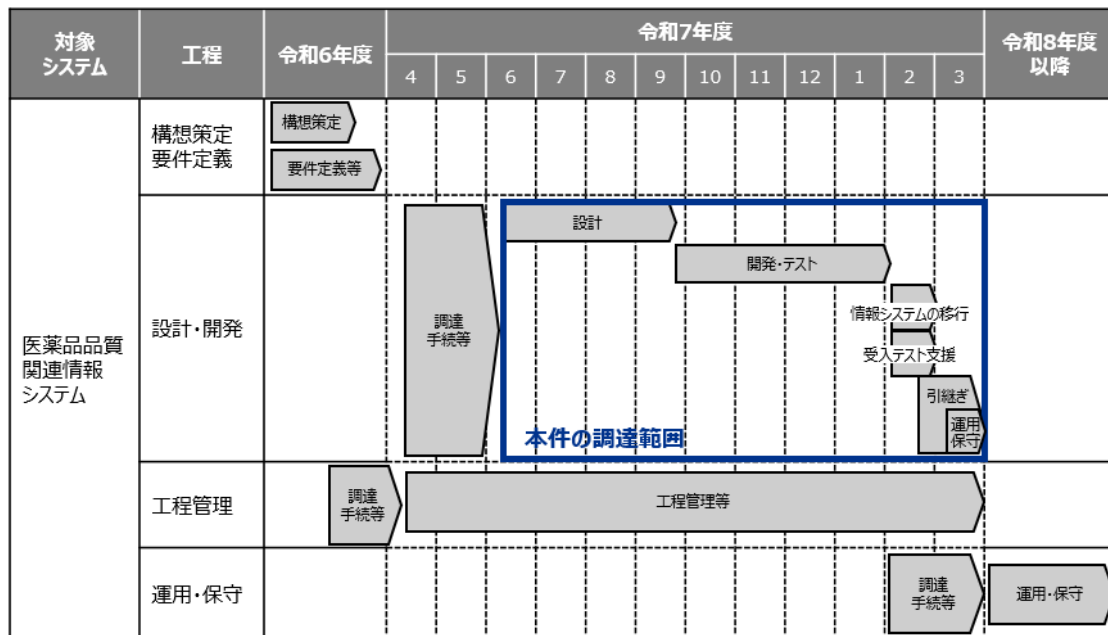 対象
システム
工程
令和6年度
令和7年度
令和8年度
以降
4 5 6 7 8 9 10 11 12 1 2 3
医薬品品質
関連情報
システム
構想策定
要件定義
構想策定
要件定義等
設計・開発
調達
手続等
設計
開発・テスト
情報システムの移行
受入テスト支援
引継ぎ
運用
保守
本件の調達範囲
工程管理
調達
手続等
工程管理等
運用・保守
調達
手続等
運用・保守